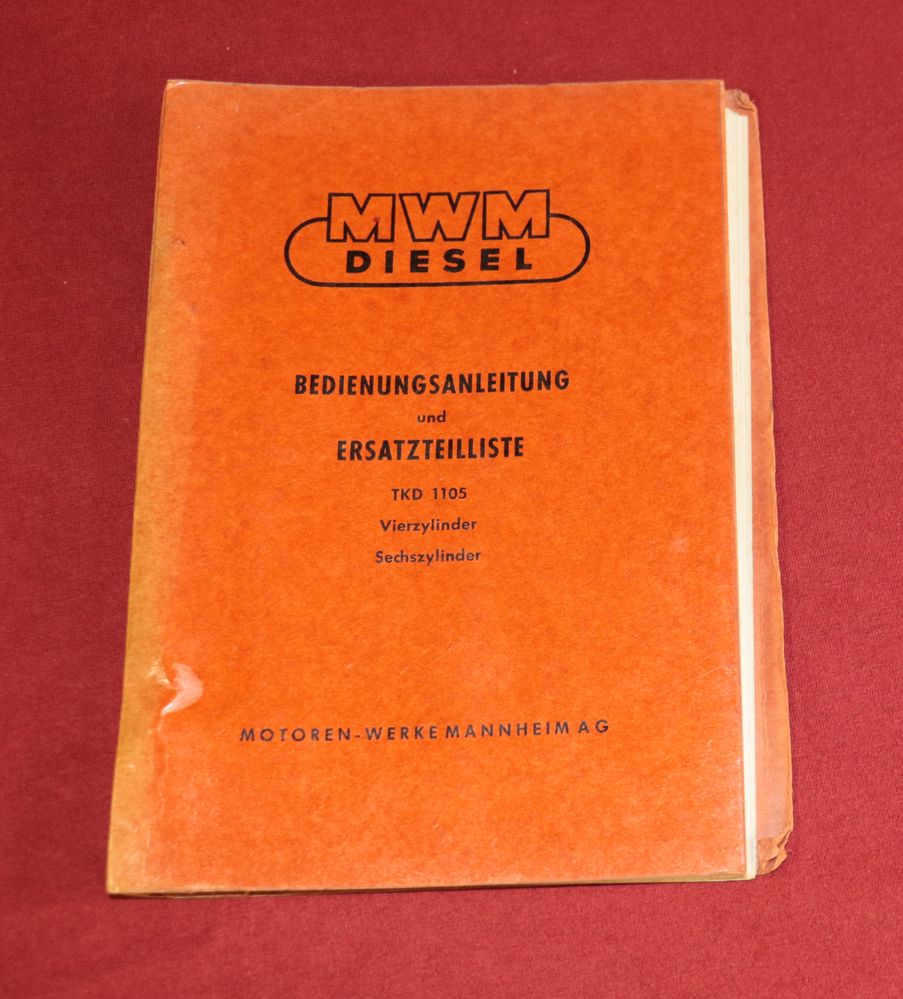 MWM
DIESEL
BEDIENUNGSANLEITUNG
und
ERSATZTEILLISTE
TKD 1105
Vierzylinder
Sechszylinder
MOTOREN-WERKE MANNHEIM AG